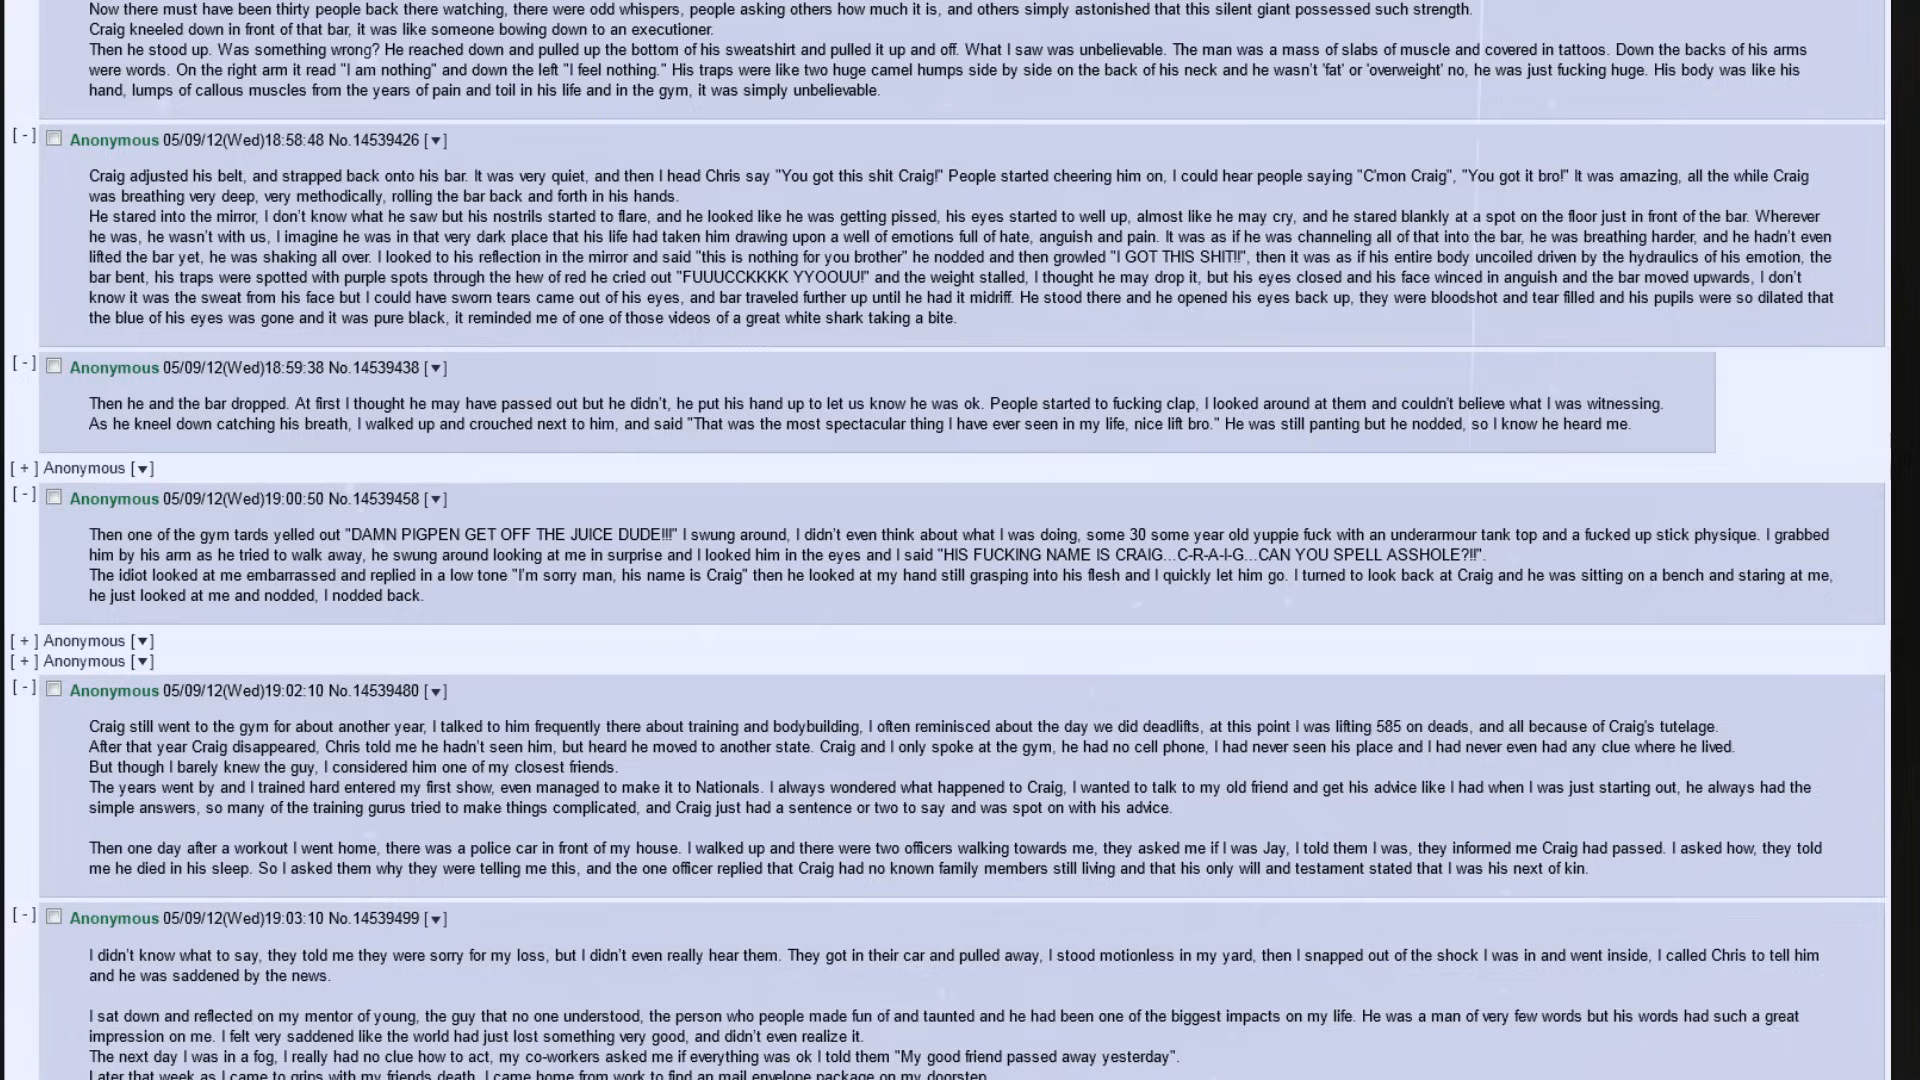 Now there must have been thirty people back there watching, there were odd whispers, people asking others how much it is, and others simply astonished that this silent giant possessed such strength.
Craig kneeled down in front of that bar, it was like someone bowing down to an executioner.
Then he stood up. Was something wrong? He reached down and pulled up the bottom of his sweatshirt and pulled it up and off. What I saw was unbelievable. The man was a mass of slabs of muscle and covered in tattoos. Down the backs of his arms
were words. On the right arm it read "I am nothing" and down the left "I feel nothing." His traps were like two huge camel humps side by side on the back of his neck and he wasn't 'fat' or 'overweight' no, he was just fucking huge. His body was like his
hand, lumps of callous muscles from the years of pain and toil in his life and in the gym, it was simply unbelievable.
[ - ] Anonymous 05/09/12(Wed)18:58:48 No.14539426 [▼]
Craig adjusted his belt, and strapped back onto his bar. It was very quiet, and then I head Chris say "You got this shit Craig!" People started cheering him on, I could hear people saying "C'mon Craig", "You got it bro!" It was amazing, all the while Craig
was breathing very deep, very methodically, rolling the bar back and forth in his hands.
He stared into the mirror, I don't know what he saw but his nostrils started to flare, and he looked like he was getting pissed, his eyes started to well up, almost like he may cry, and he stared blankly at a spot on the floor just in front of the bar. Wherever
he was, he wasn't with us, I imagine he was in that very dark place that his life had taken him drawing upon a well of emotions full of hate, anguish and pain. It was as if he was channeling all of that into the bar, he was breathing harder, and he hadn't even
lifted the bar yet, he was shaking all over. I looked to his reflection in the mirror and said "this is nothing for you brother" he nodded and then growled "I GOT THIS SHIT!!", then it was as if his entire body uncoiled driven by the hydraulics of his emotion, the
bar bent, his traps were spotted with purple spots through the hew of red he cried out "FUUUCCKKKK YYOOUU!" and the weight stalled, I thought he may drop it, but his eyes closed and his face winced in anguish and the bar moved upwards, I don't
know it was the sweat from his face but I could have sworn tears came out of his eyes, and bar traveled further up until he had it midriff. He stood there and he opened his eyes back up, they were bloodshot and tear filled and his pupils were so dilated that
the blue of his eyes was gone and it was pure black, it reminded me of one of those videos of a great white shark taking a bite.
[ - ] Anonymous 05/09/12(Wed)18:59:38 No.14539438 [▼]
Then he and the bar dropped. At first I thought he may have passed out but he didn't, he put his hand up to let us know he was ok. People started to fucking clap, I looked around at them and couldn't believe what I was witnessing.
As he kneel down catching his breath, I walked up and crouched next to him, and said "That was the most spectacular thing I have ever seen in my life, nice lift bro." He was still panting but he nodded, so I know he heard me.
[ + ] Anonymous [▼]
[ - ] Anonymous 05/09/12(Wed)19:00:50 No.14539458 [▼]
Then one of the gym tards yelled out "DAMN PIGPEN GET OFF THE JUICE DUDE!!!" I swung around, I didn't even think about what I was doing, some 30 some year old yuppie fuck with an underarmour tank top and a fucked up stick physique. I grabbed
him by his arm as he tried to walk away, he swung around looking at me in surprise and I looked him in the eyes and I said "HIS FUCKING NAME IS CRAIG...C-R-A-I-G...CAN YOU SPELL ASSHOLE?!!".
The idiot looked at me embarrassed and replied in a low tone "I'm sorry man, his name is Craig" then he looked at my hand still grasping into his flesh and I quickly let him go. I turned to look back at Craig and he was sitting on a bench and staring at me,
he just looked at me and nodded, I nodded back.
[ + ] Anonymous [▼]
[ + ] Anonymous [▼]
[ - ] Anonymous 05/09/12(Wed)19:02:10 No.14539480 [▼]
Craig still went to the gym for about another year, I talked to him frequently there about training and bodybuilding, I often reminisced about the day we did deadlifts, at this point I was lifting 585 on deads, and all because of Craig's tutelage.
After that year Craig disappeared, Chris told me he hadn't seen him, but heard he moved to another state. Craig and I only spoke at the gym, he had no cell phone, I had never seen his place and I had never even had any clue where he lived.
But though I barely knew the guy, I considered him one of my closest friends.
The years went by and I trained hard entered my first show, even managed to make it to Nationals. I always wondered what happened to Craig, I wanted to talk to my old friend and get his advice like I had when I was just starting out, he always had the
simple answers, so many of the training gurus tried to make things complicated, and Craig just had a sentence or two to say and was spot on with his advice.
Then one day after a workout I went home, there was a police car in front of my house. I walked up and there were two officers walking towards me, they asked me if I was Jay, I told them I was, they informed me Craig had passed. I asked how, they told
me he died in his sleep. So I asked them why they were telling me this, and the one officer replied that Craig had no known family members still living and that his only will and testament stated that I was his next of kin.
[ - ] Anonymous 05/09/12(Wed)19:03:10 No.14539499 [▼]
I didn't know what to say, they told me they were sorry for my loss, but I didn't even really hear them. They got in their car and pulled away, I stood motionless in my yard, then I snapped out of the shock I was in and went inside, I called Chris to tell him
and he was saddened by the news.
I sat down and reflected on my mentor of young, the guy that no one understood, the person who people made fun of and taunted and he had been one of the biggest impacts on my life. He was a man of very few words but his words had such a great
impression on me. I felt very saddened like the world had just lost something very good, and didn't even realize it.
The next day I was in a fog, I really had no clue how to act, my co-workers asked me if everything was ok I told them "My good friend passed away yesterday".
Later that week as I came to grips with my friends death, I came home from work to find an mail envelope package on my doorstep